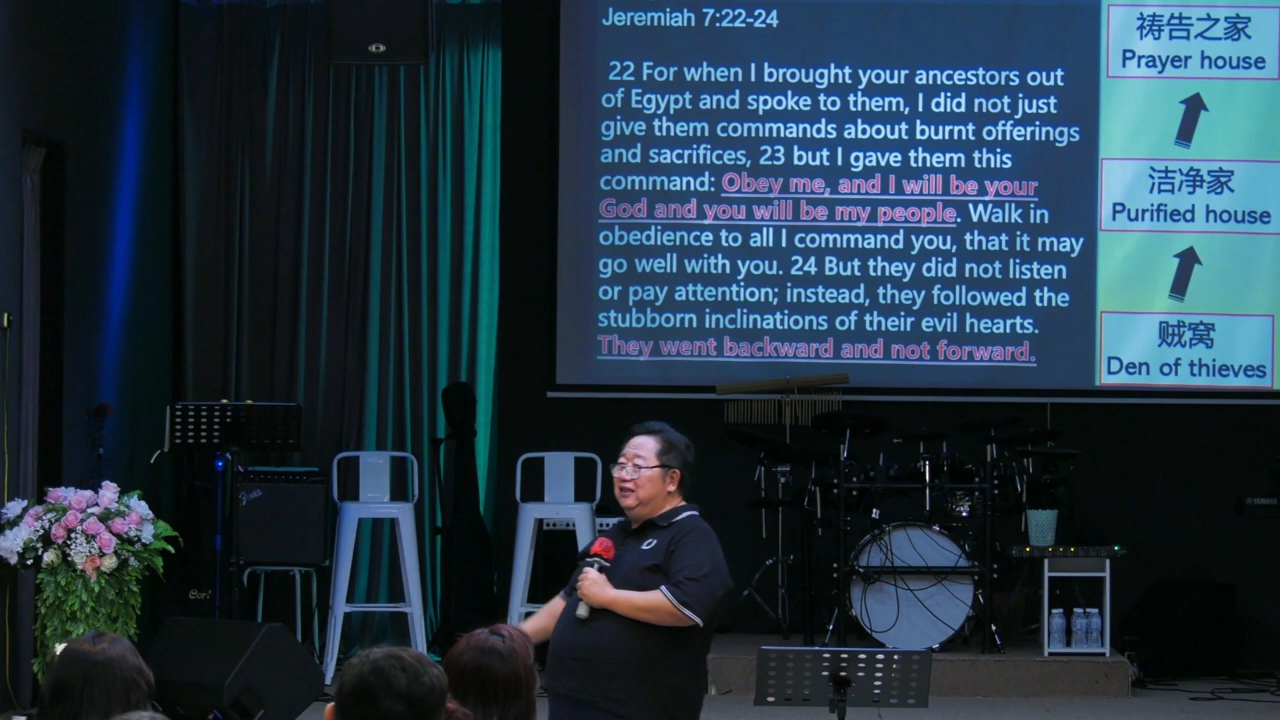 Jeremiah 7:22-24
22 For when I brought your ancestors out
of Egypt and spoke to them, I did not just
give them commands about burnt offerings
and sacrifices, 23 but I gave them this
command: Obey me, and I will be your
God and you will be my people. Walk in
obedience to all I command you, that it may
go well with you. 24 But they did not listen
or pay attention; instead, they followed the
stubborn inclinations of their evil hearts.
They went backward and not forward.
祷告之家
Prayer house
洁净家
Purified house
贼窝
Den of thieves
Fender
YAMAHA